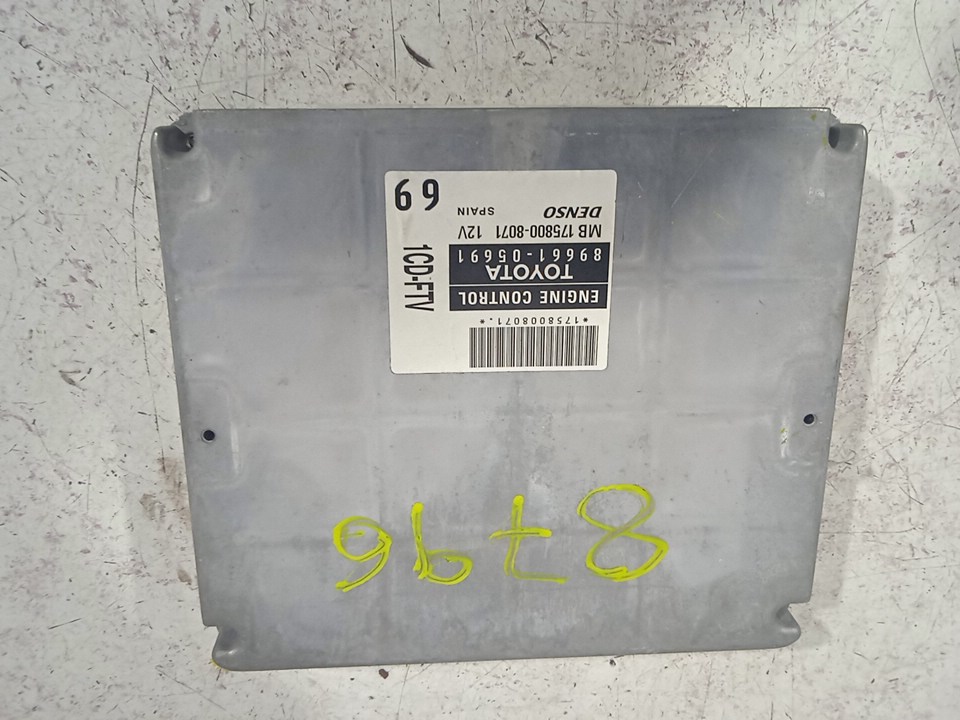 *1758008071.*
ENGINE CONTROL
TOYOTA
89661-05691
MB 175800-8071 12V
DENSO SPAIN
1CD-FTV
69
8796